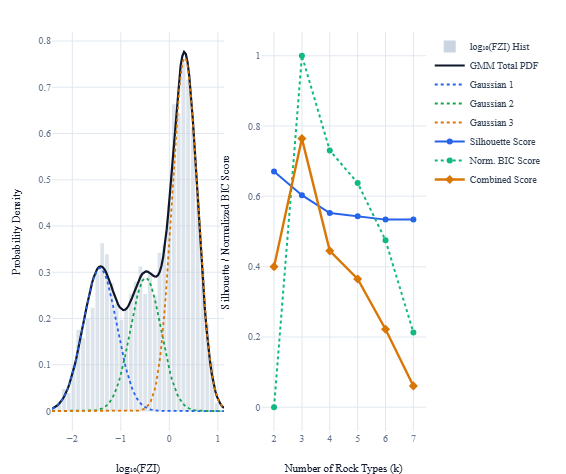 0.8
0.7
0.6
0.5
0.4
0.3
0.2
0.1
0
Probability Density
−2
−1
0
1
log₁₀(FZI)
1
0.8
0.6
0.4
0.2
0
Silhouette / Normalized BIC Score
2
3
4
5
6
7
Number of Rock Types (k)
log₁₀(FZI) Hist
GMM Total PDF
Gaussian 1
Gaussian 2
Gaussian 3
Silhouette Score
Norm. BIC Score
Combined Score